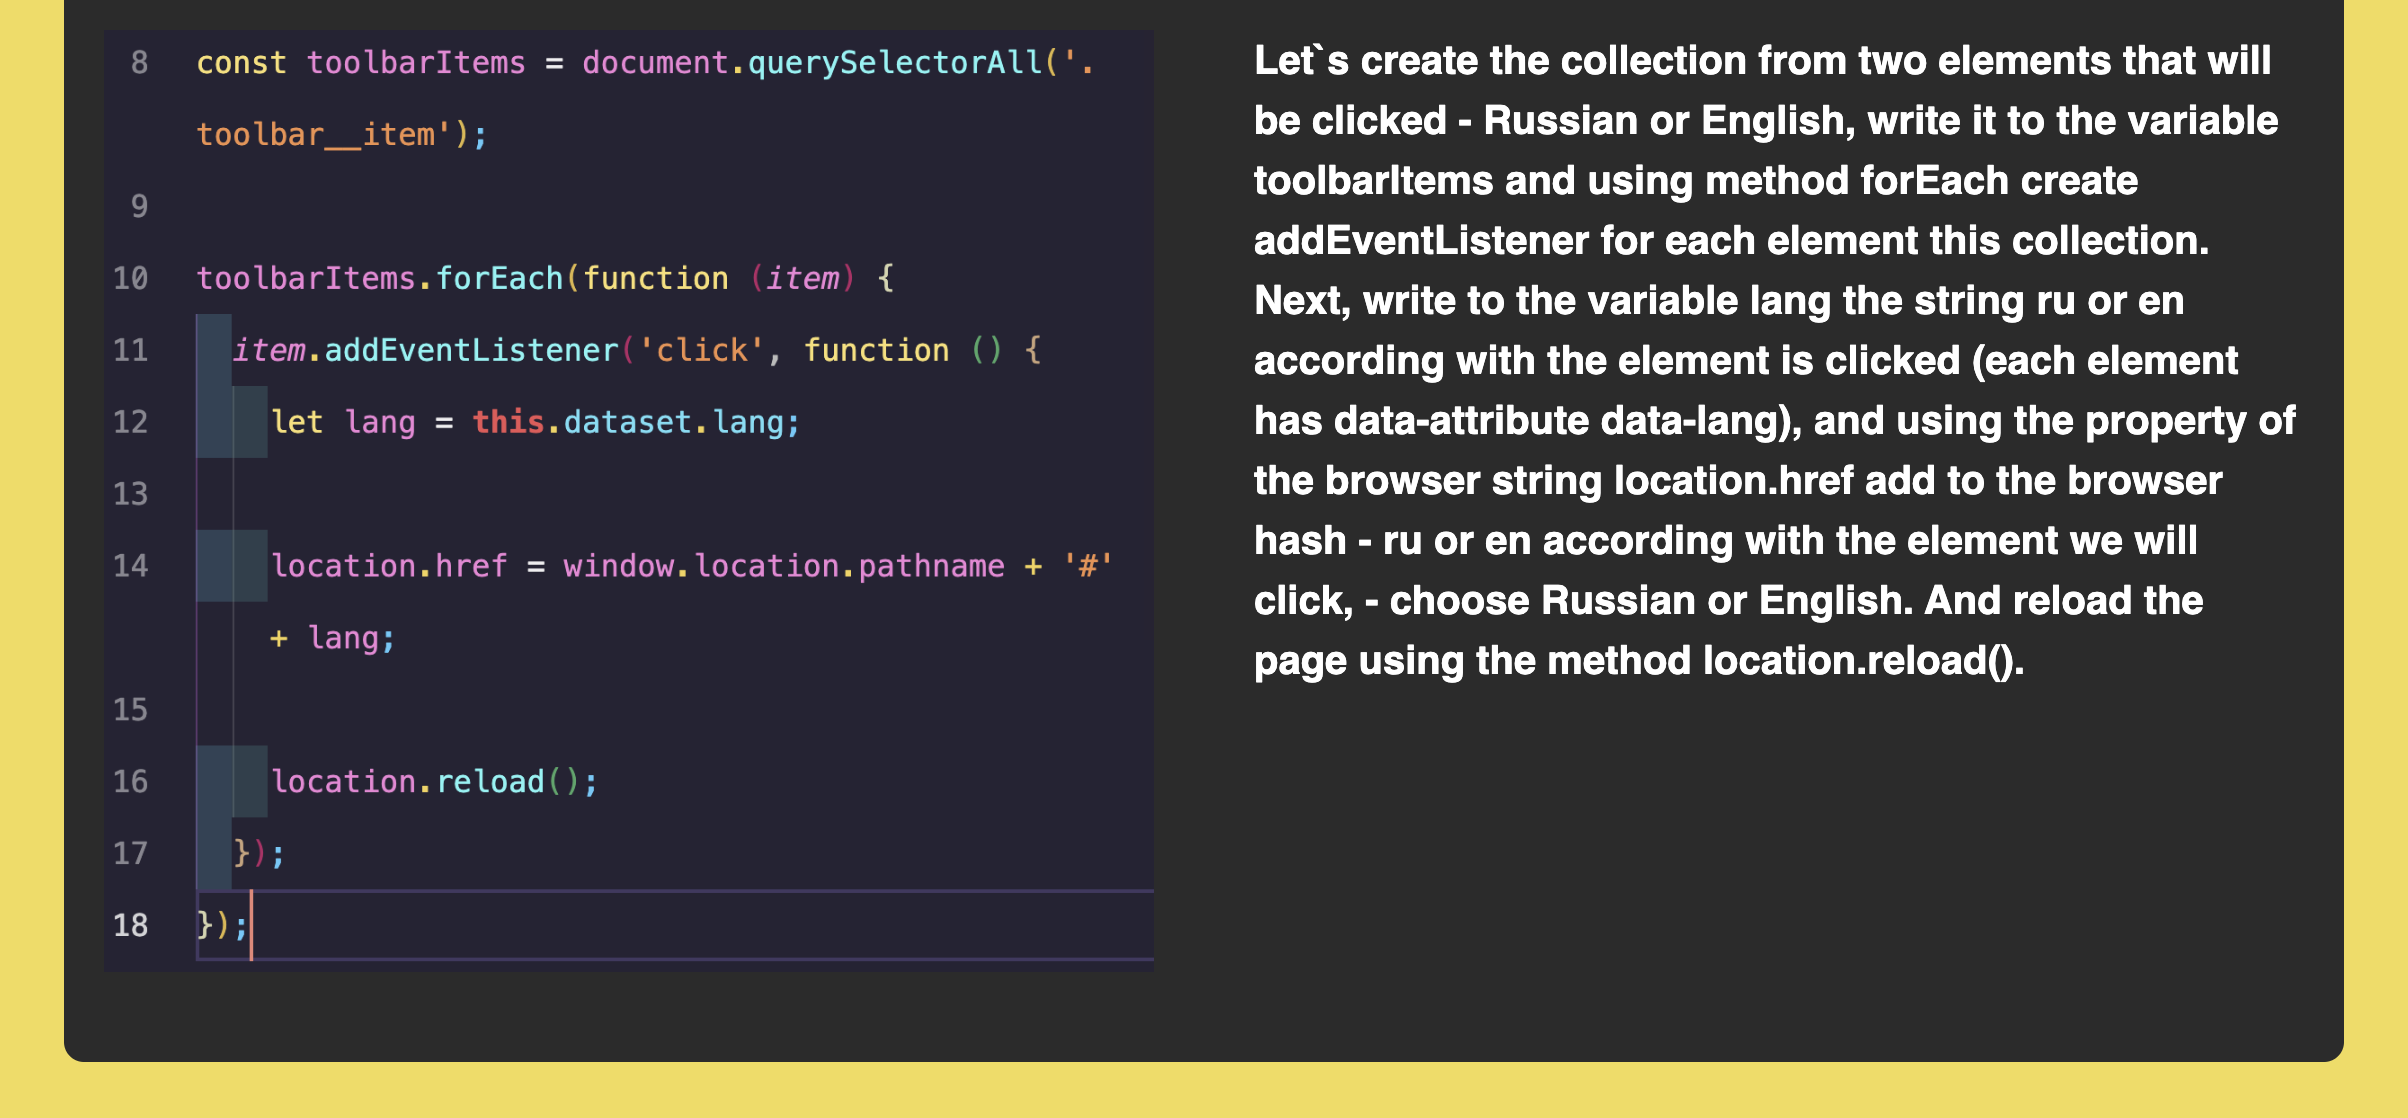 8 const toolbarItems = document.querySelectorAll('.
toolbar__item');
9
10 toolbarItems.forEach(function (item) {
11 item.addEventListener('click', function () {
12 let lang = this.dataset.lang;
13
14 location.href = window.location.pathname + '#'
+ lang;
15
16 location.reload();
17 });
18 });
Let`s create the collection from two elements that will
be clicked - Russian or English, write it to the variable
toolbarItems and using method forEach create
addEventListener for each element this collection.
Next, write to the variable lang the string ru or en
according with the element is clicked (each element
has data-attribute data-lang), and using the property of
the browser string location.href add to the browser
hash - ru or en according with the element we will
click, - choose Russian or English. And reload the
page using the method location.reload().